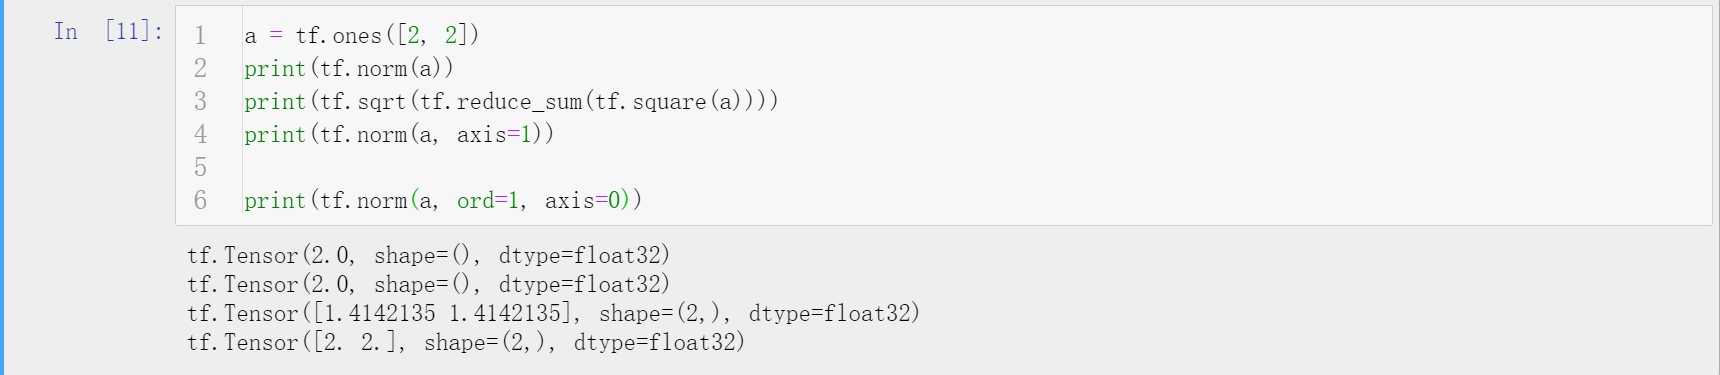 In [11]:
1 a = tf.ones([2, 2])
2 print(tf.norm(a))
3 print(tf.sqrt(tf.reduce_sum(tf.square(a))))
4 print(tf.norm(a, axis=1))
5
6 print(tf.norm(a, ord=1, axis=0))
tf.Tensor(2.0, shape=(), dtype=float32)
tf.Tensor(2.0, shape=(), dtype=float32)
tf.Tensor([1.4142135 1.4142135], shape=(2,), dtype=float32)
tf.Tensor([2. 2.], shape=(2,), dtype=float32)